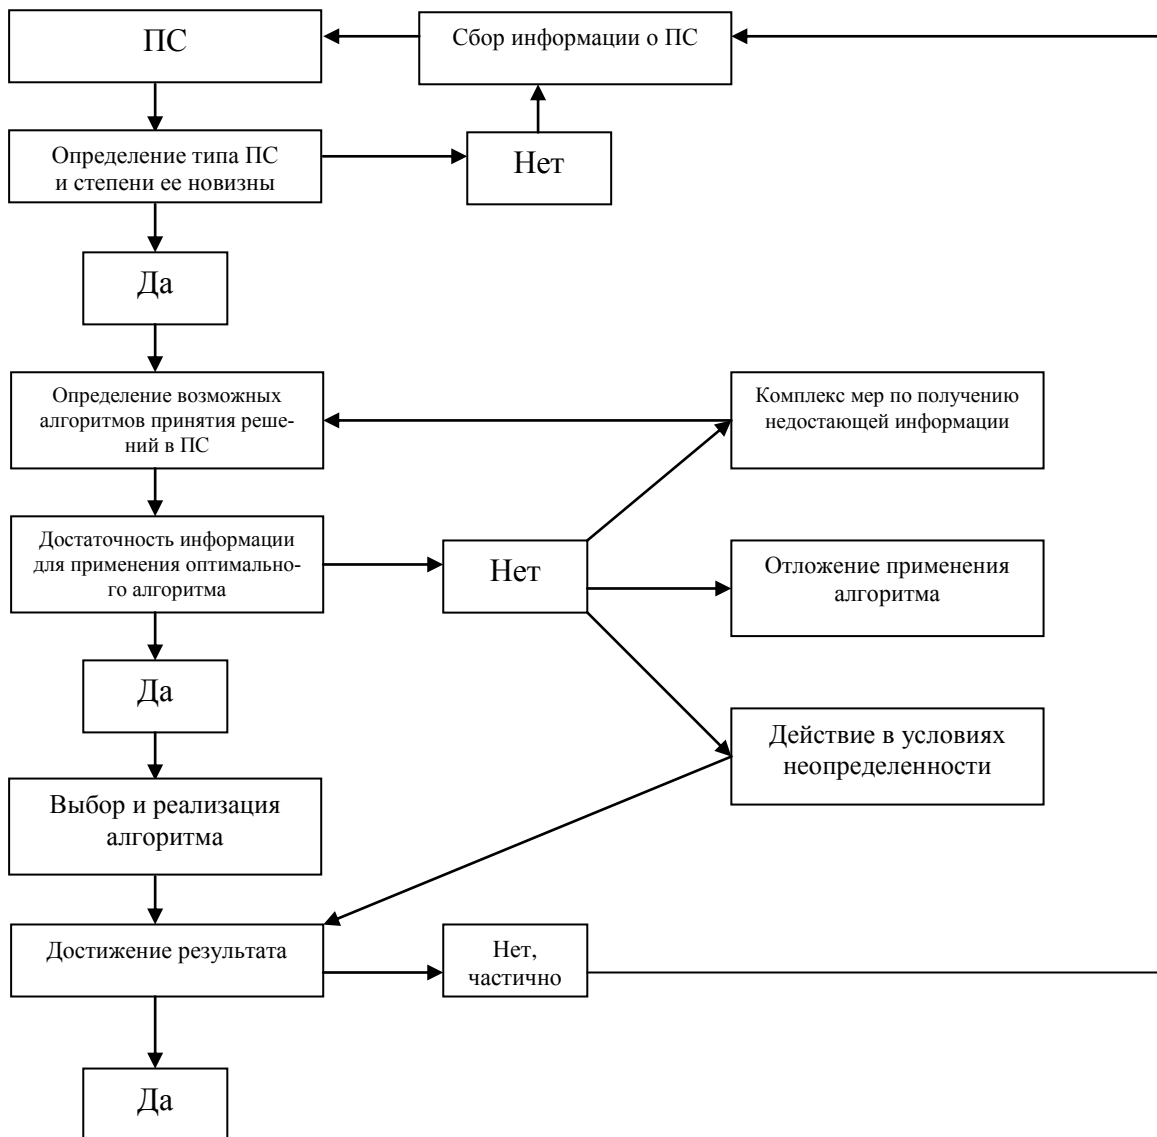 ПС
Сбор информации о ПС
Определение типа ПС
и степени ее новизны
Нет
Да
Определение возможных
алгоритмов принятия реше-
ний в ПС
Комплекс мер по получению
недостающей информации
Достаточность информации
для применения оптимально-
го алгоритма
Нет
Отложение применения
алгоритма
Да
Действие в условиях
неопределенности
Выбор и реализация
алгоритма
Достижение результата
Нет,
частично
Да